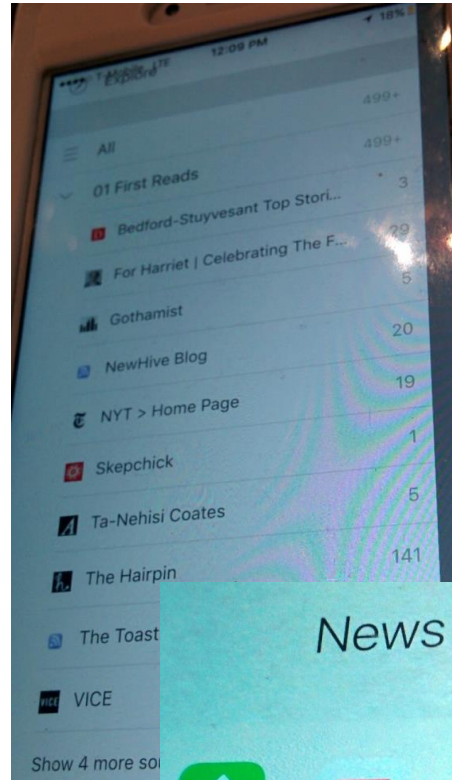 T-Mobile LTE 12:09 PM 18%
Explore
All 499+
01 First Reads 499+
Bedford-Stuyvesant Top Stori... 3
For Harriet | Celebrating The F... 29
Gothamist 5
NewHive Blog 20
NYT > Home Page 19
Skepchick 1
Ta-Nehisi Coates 5
The Hairpin 141
The Toast
VICE
Show 4 more
News